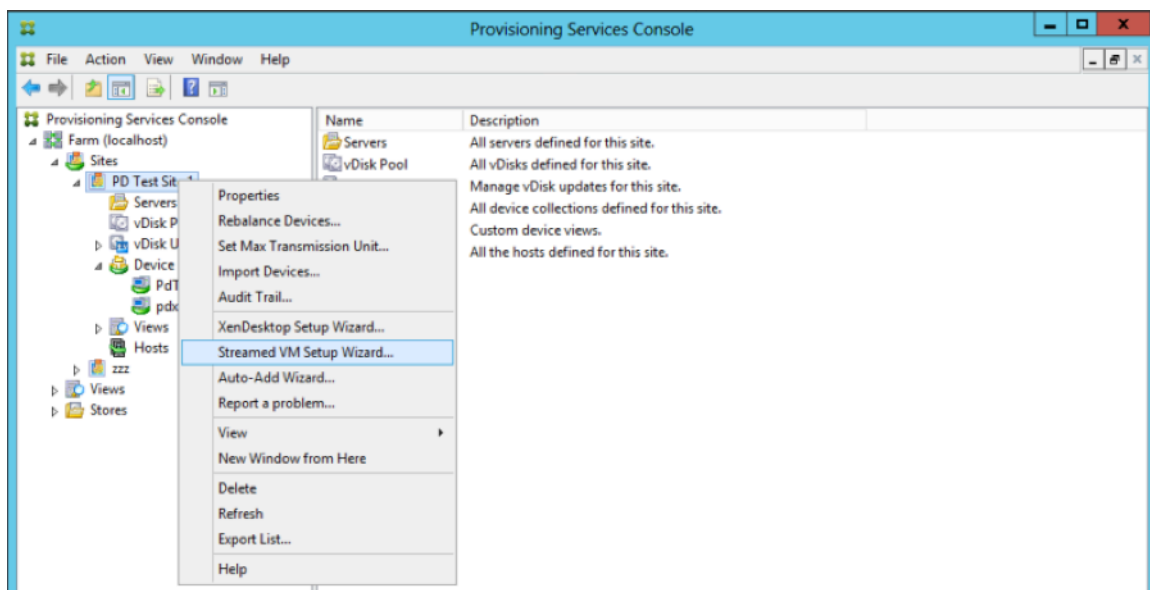 Provisioning Services Console
File Action View Window Help
Provisioning Services Console
Farm (localhost)
Sites
PD Test Sit
Servers
vDisk P
vDisk U
Device
PdT
pdx
Views
Hosts
zzz
Views
Stores
Properties
Rebalance Devices...
Set Max Transmission Unit...
Import Devices...
Audit Trail...
XenDesktop Setup Wizard...
Streamed VM Setup Wizard...
Auto-Add Wizard...
Report a problem...
View
New Window from Here
Delete
Refresh
Export List...
Help
Name Description
Servers All servers defined for this site.
vDisk Pool All vDisks defined for this site.
Manage vDisk updates for this site.
All device collections defined for this site.
Custom device views.
All the hosts defined for this site.